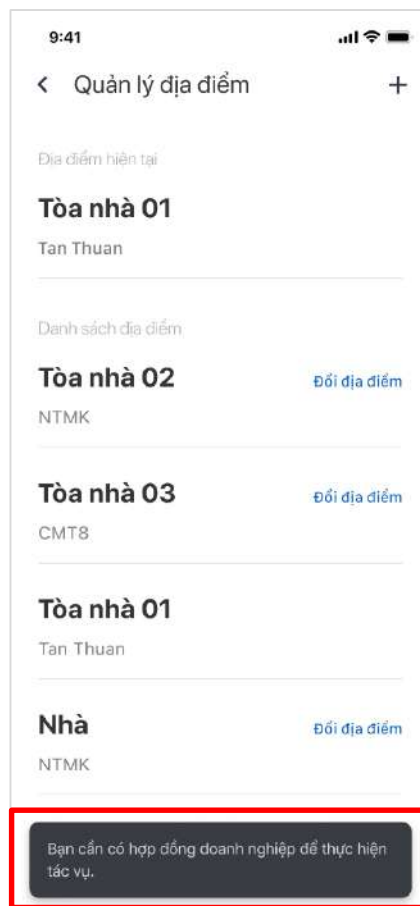 9:41
Quản lý địa điểm
Địa điểm hiện tại
Tòa nhà 01
Tan Thuan
Danh sách địa điểm
Tòa nhà 02
Đổi địa điểm
NTMK
Tòa nhà 03
Đổi địa điểm
CMT8
Tòa nhà 01
Tan Thuan
Nhà
Đổi địa điểm
NTMK
Bạn cần có hợp đồng doanh nghiệp để thực hiện
tác vụ.